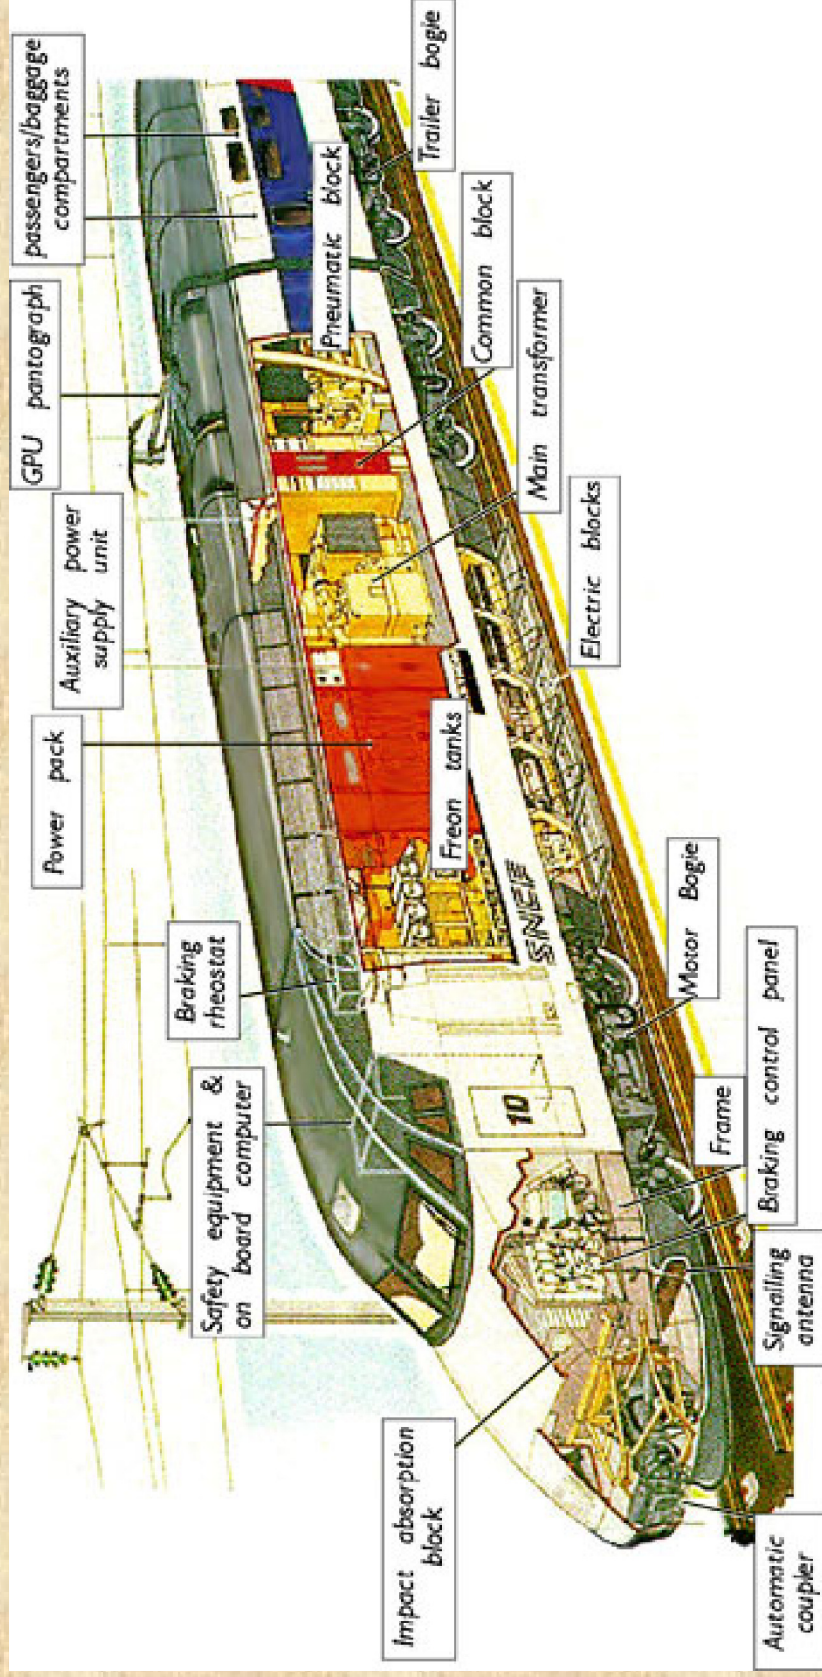 Impact absorption
block
Safety equipment &
on board computer
Braking
rheostat
Power pack
Auxiliary power
supply unit
GPU pantograph
passengers/baggage
compartments
Freon tanks
Pneumatic block
SNCF
10
Automatic
coupler
Signalling
antenna
Braking control panel
Frame
Motor Bogie
Electric blocks
Main transformer
Common block
Trailer bogie